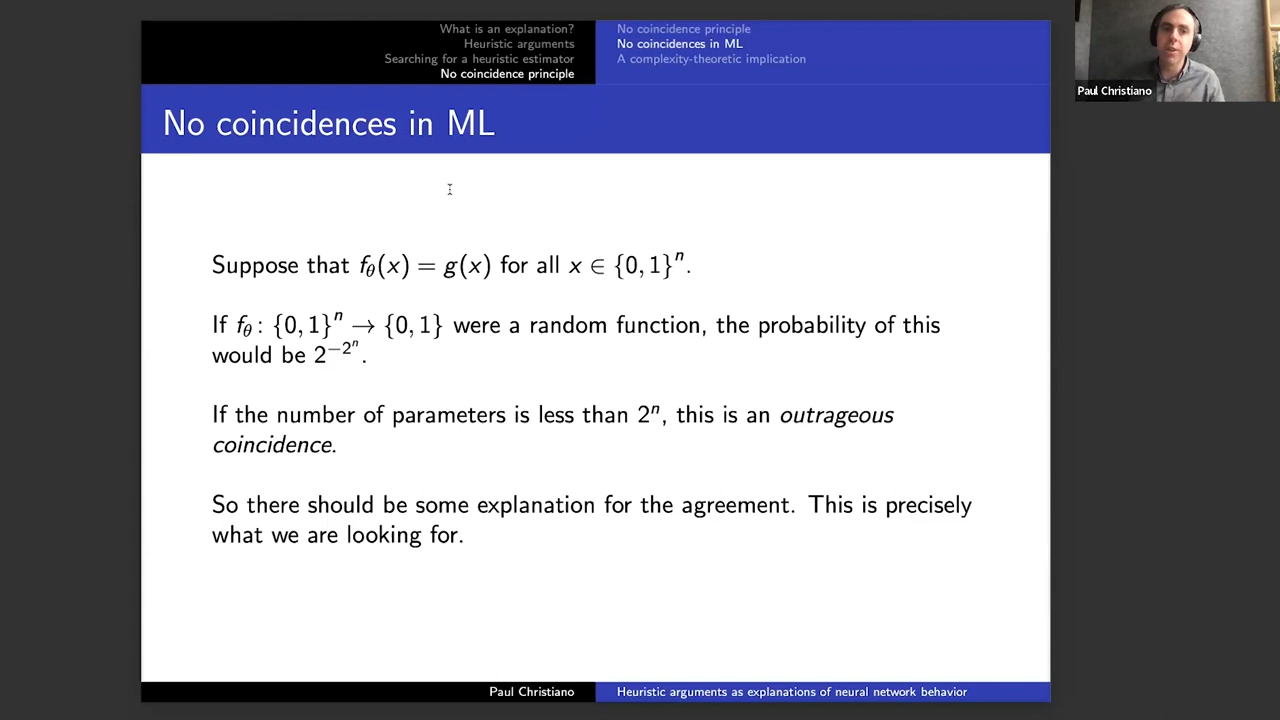 What is an explanation?
Heuristic arguments
Searching for a heuristic estimator
No coincidence principle
No coincidence principle
No coincidences in ML
A complexity-theoretic implication
Paul Christiano
No coincidences in ML
Suppose that f_θ(x) = g(x) for all x ∈ {0, 1}^n.
If f_θ : {0, 1}^n → {0, 1} were a random function, the probability of this
would be 2^{−2^n}.
If the number of parameters is less than 2^n, this is an outrageous
coincidence.
So there should be some explanation for the agreement. This is precisely
what we are looking for.
Paul Christiano
Heuristic arguments as explanations of neural network behavior